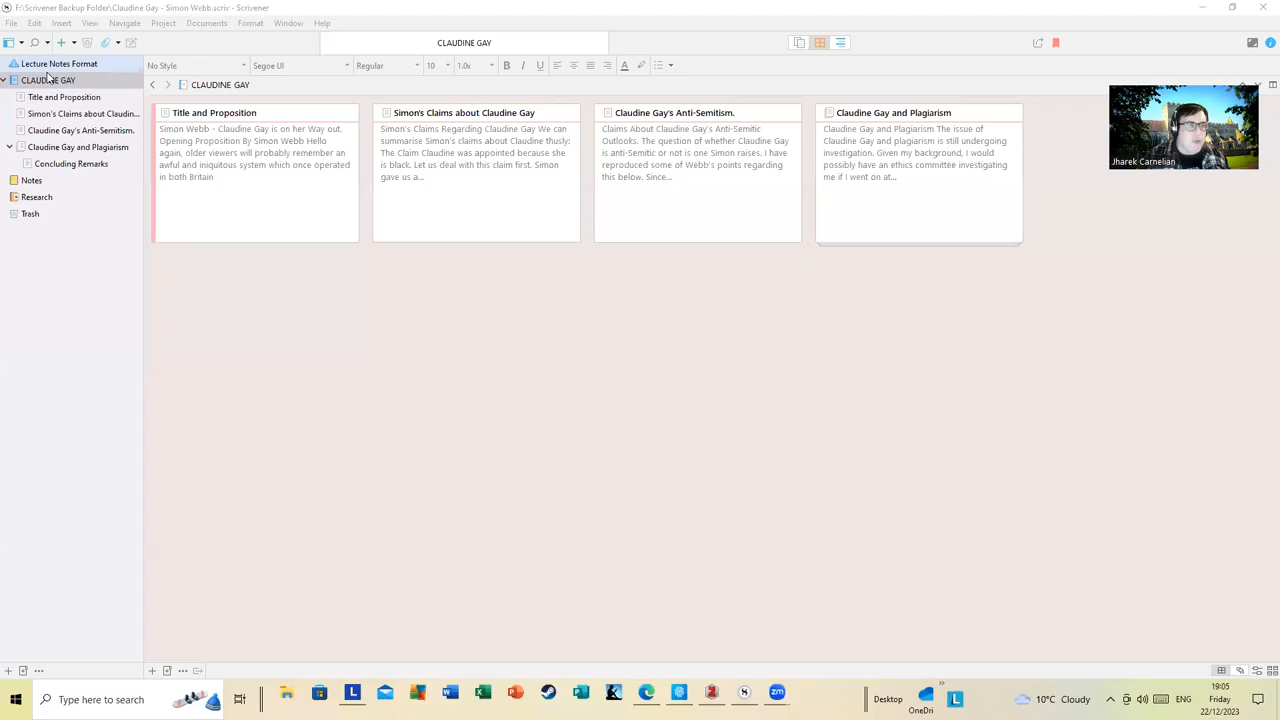 F:\Scrivener Backup Folder\Claudine Gay - Simon Webb.scriv - Scrivener
File Edit Insert View Navigate Project Documents Format Window Help
CLAUDINE GAY
No Style Segoe UI Regular 10 1.0x B I U A
CLAUDINE GAY
Lecture Notes Format
CLAUDINE GAY
Title and Proposition
Simon's Claims about Claudin...
Claudine Gay's Anti-Semitism.
Claudine Gay and Plagiarism
Concluding Remarks
Notes
Research
Trash
Title and Proposition
Simon Webb - Claudine Gay is on her Way out.
Opening Proposition By Simon Webb Hello
again, older viewers will probably remember an
awful and iniquitous system which once operated
in both Britain
Simon's Claims about Claudine Gay
Simon's Claims Regarding Claudine Gay We can
summarise Simon's claims about Claudine thusly:
The Claim Claudine was appointed because she
is black. Let us deal with this claim first. Simon
gave us a...
Claudine Gay's Anti-Semitism.
Claims About Claudine Gay's Anti-Semitic
Outlooks. The question of whether Claudine Gay
is anti-Semitic or not is one Simon raises. I have
reproduced some of Webb's points regarding
this below. Since...
Claudine Gay and Plagiarism
Claudine Gay and Plagiarism The issue of
Claudine Gay and plagiarism is still undergoing
investigation. Given my background, I would
possibly have an ethics committee investigating
me if I went on at...
Jharek Carnelian
Type here to search
Desktop
OneDri
10°C Cloudy
ENG
19:05
Friday
22/12/2023